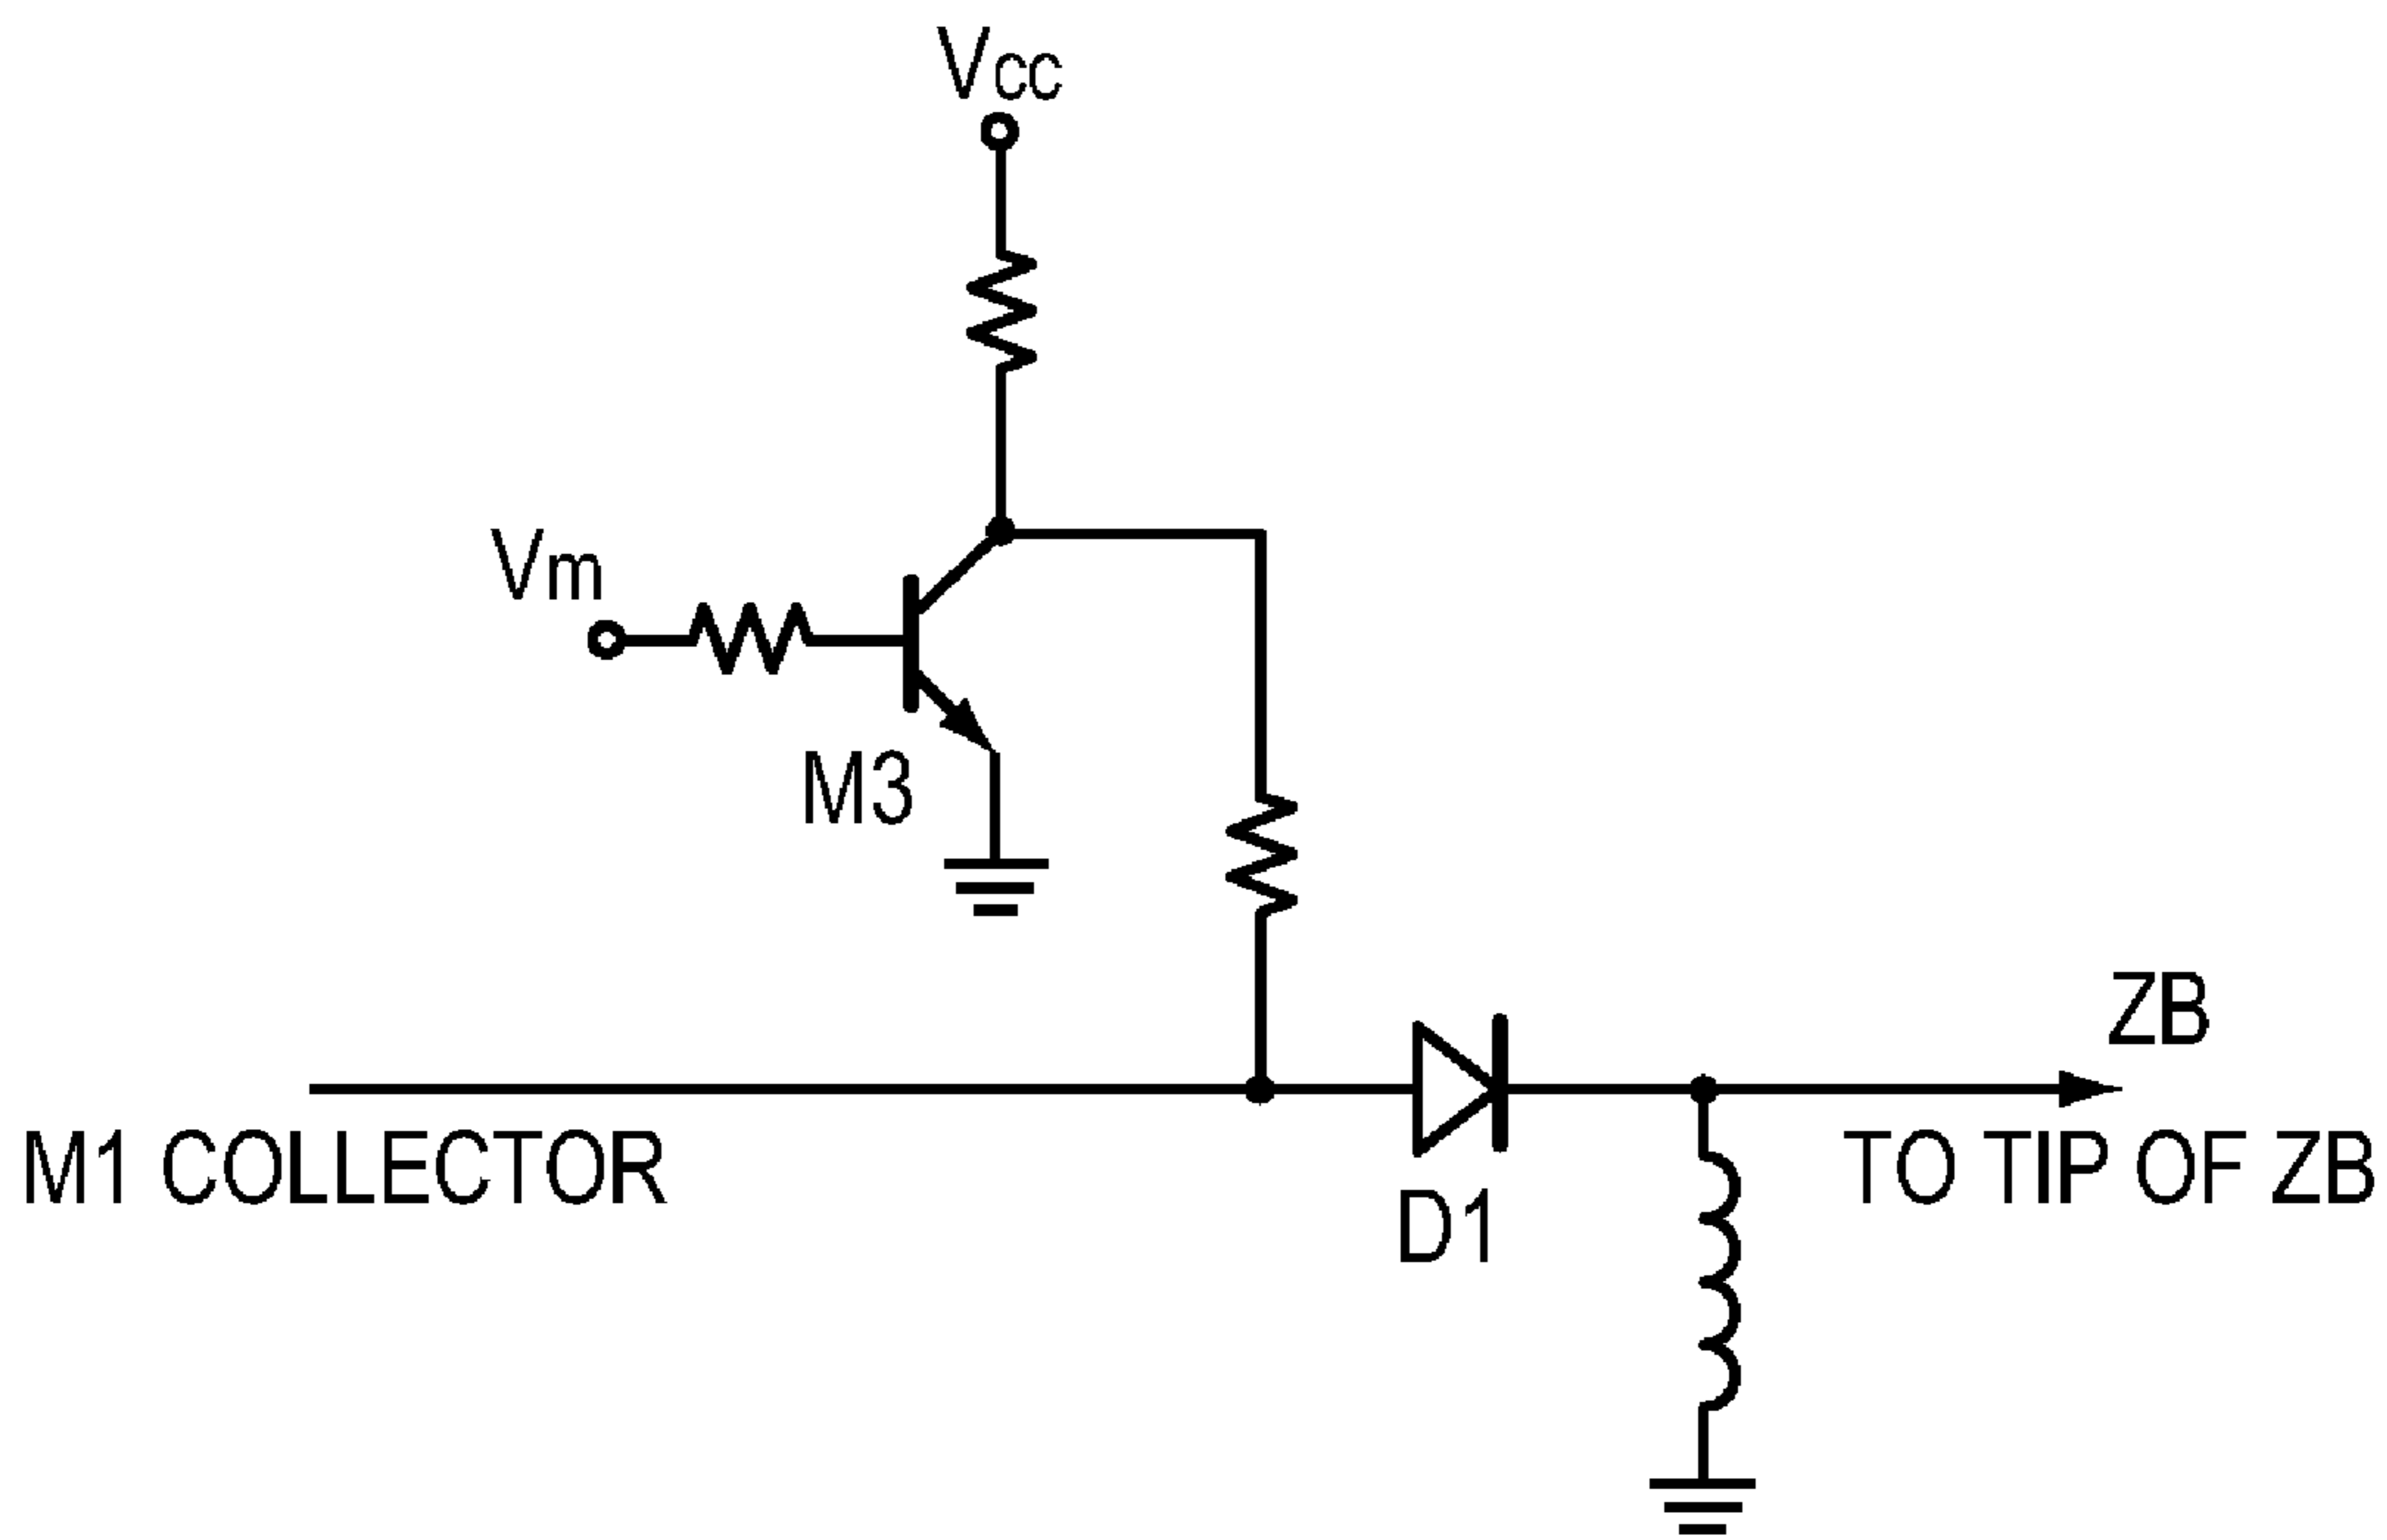 Vcc
Vm
M3
ZB
M1 COLLECTOR
TO TIP OF ZB
D1